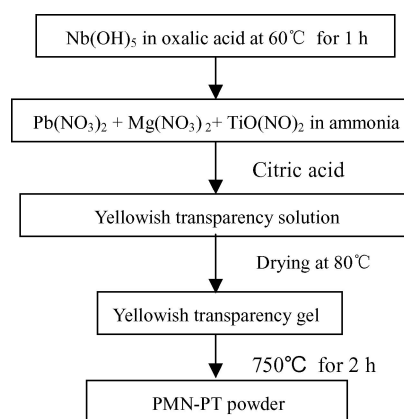 Nb(OH)₅ in oxalic acid at 60℃ for 1 h
Pb(NO₃)₂ + Mg(NO₃)₂+ TiO(NO)₂ in ammonia
Citric acid
Yellowish transparency solution
Drying at 80℃
Yellowish transparency gel
750℃ for 2 h
PMN-PT powder